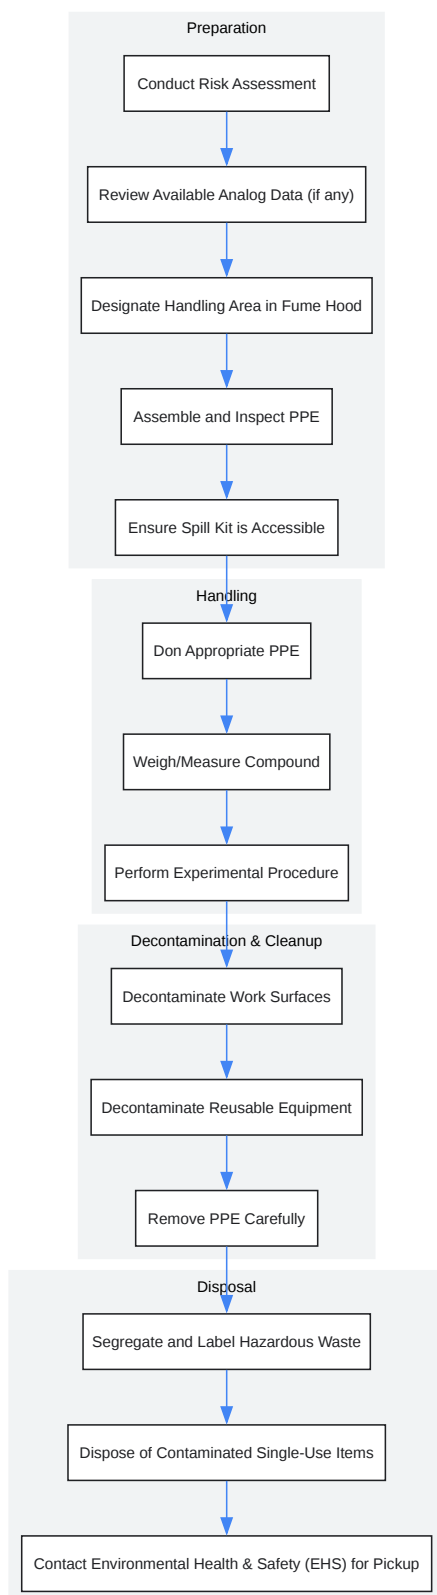 Preparation
Conduct Risk Assessment
Review Available Analog Data (if any)
Designate Handling Area in Fume Hood
Assemble and Inspect PPE
Ensure Spill Kit is Accessible
Handling
Don Appropriate PPE
Weigh/Measure Compound
Perform Experimental Procedure
Decontamination & Cleanup
Decontaminate Work Surfaces
Decontaminate Reusable Equipment
Remove PPE Carefully
Disposal
Segregate and Label Hazardous Waste
Dispose of Contaminated Single-Use Items
Contact Environmental Health & Safety (EHS) for Pickup